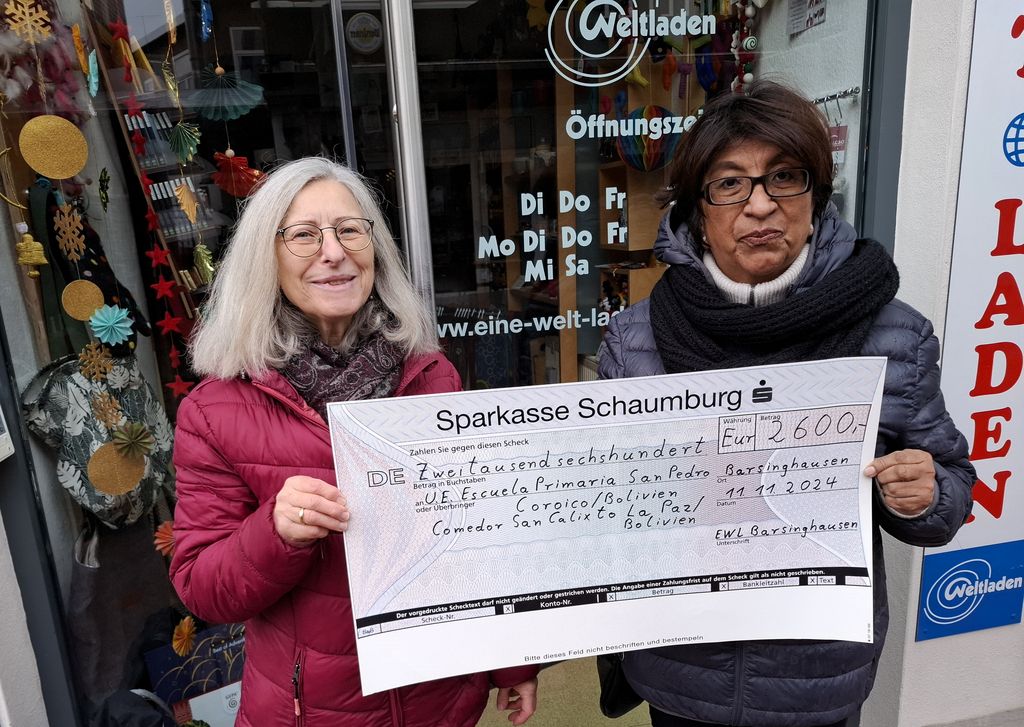 Weltladen
Öffnungszei
Di Do Fr
Mo Di Do Fr
Mi Sa
www.eine-welt-lad
LADEN
Weltladen
Sparkasse Schaumburg
Zahlen Sie gegen diesen Scheck
Währung
Betrag
Eur 2600,-
DE Zweitausendsechshundert
Betrag in Buchstaben
an U.E. Escuela Primaria San Pedro
oder Überbringer
Coroico/Bolivien
Comedor San Calixto La Paz/
Bolivien
Barsinghausen
Ort
11 11. 2024
Datum
EWL Barsinghausen
Unterschrift
Der vorgedruckte Schecktext darf nicht geändert oder gestrichen werden. Die Angabe einer Zahlungsfrist auf dem Scheck gilt als nicht geschrieben.
Scheck-Nr. X Konto-Nr. X Betrag X Bankleitzahl X Text
Bitte dieses Feld nicht beschriften und bestempeln